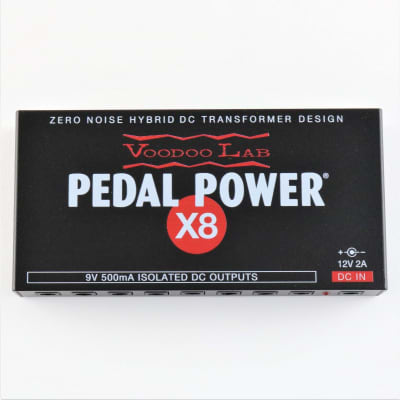 ZERO NOISE HYBRID DC TRANSFORMER DESIGN
VOODOO LAB
PEDAL POWER®
X8
12V 2A
9V 500mA ISOLATED DC OUTPUTS
DC IN